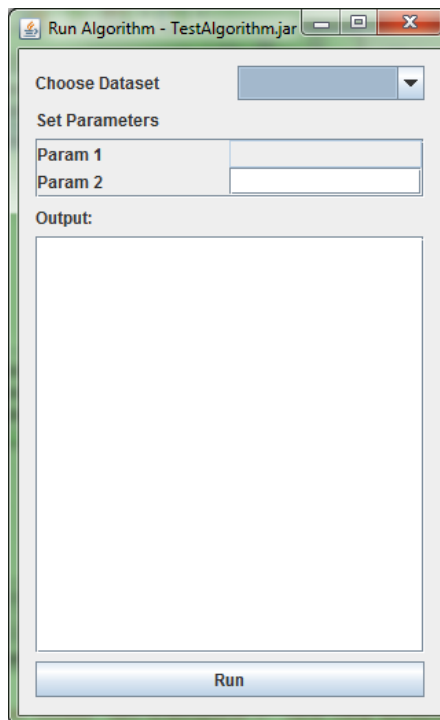 Run Algorithm - TestAlgorithm.jar
Choose Dataset
Set Parameters
Param 1
Param 2
Output:
Run